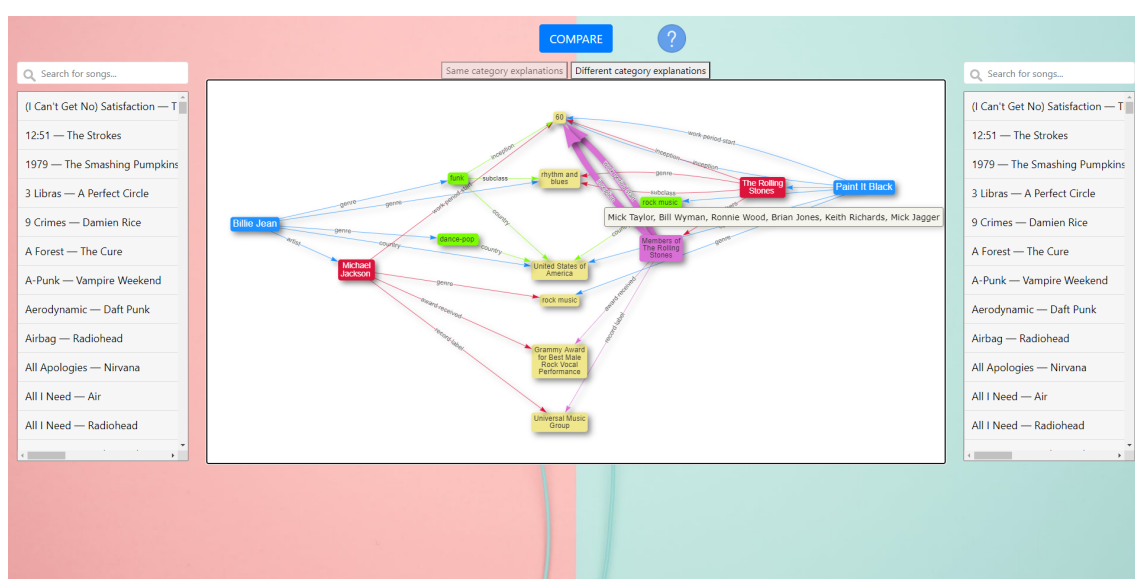 COMPARE
?
Same category explanations
Different category explanations
Search for songs...
(I Can't Get No) Satisfaction — T
12:51 — The Strokes
1979 — The Smashing Pumpkins
3 Libras — A Perfect Circle
9 Crimes — Damien Rice
A Forest — The Cure
A-Punk — Vampire Weekend
Aerodynamic — Daft Punk
Airbag — Radiohead
All Apologies — Nirvana
All I Need — Air
All I Need — Radiohead
60
work period start
inception
inception
inception
funk
subclass
rhythm and
blues
genre
subclass
The Rolling
Stones
Paint It Black
rock music
genre
genre
work period start
country
Mick Taylor, Bill Wyman, Ronnie Wood, Brian Jones, Keith Richards, Mick Jagger
Billie Jean
artist
genre
country
dance-pop
country
Members of
The Rolling
Stones
genre
Michael
Jackson
United States of
America
genre
rock music
award received
award received
record label
record label
Grammy Award
for Best Male
Rock Vocal
Performance
Universal Music
Group
Search for songs...
(I Can't Get No) Satisfaction — T
12:51 — The Strokes
1979 — The Smashing Pumpkins
3 Libras — A Perfect Circle
9 Crimes — Damien Rice
A Forest — The Cure
A-Punk — Vampire Weekend
Aerodynamic — Daft Punk
Airbag — Radiohead
All Apologies — Nirvana
All I Need — Air
All I Need — Radiohead